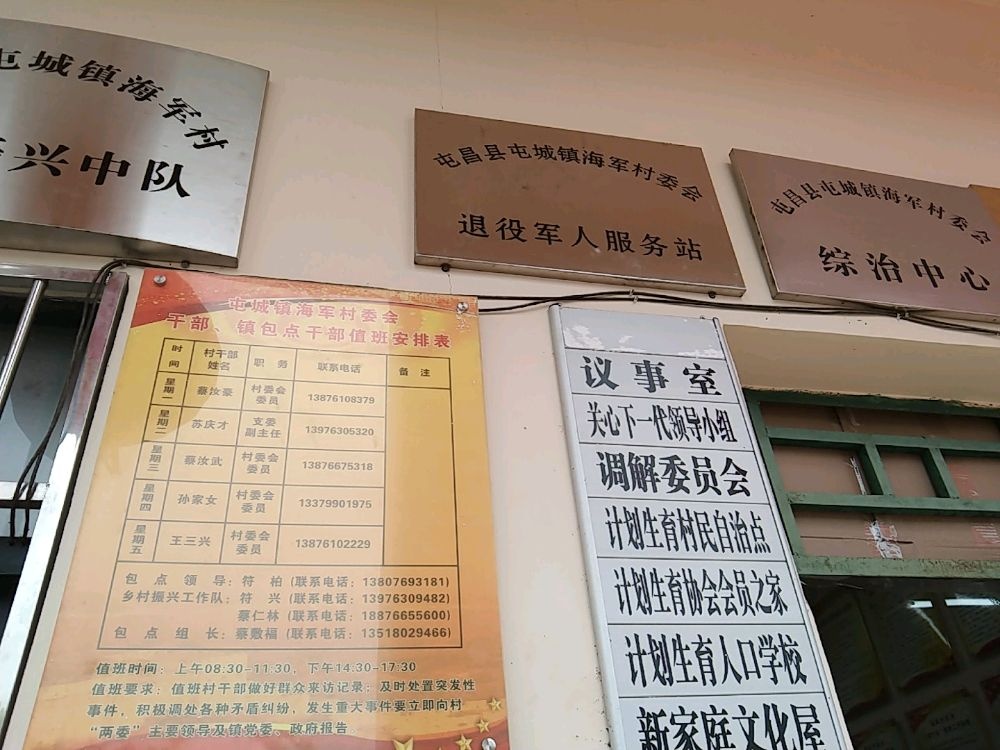 屯城镇海军村
兴中队
屯昌县屯城镇海军村委会
退役军人服务站
屯昌县屯城镇海军村委会
综治中心
屯城镇海军村委会
干部、镇包点干部值班安排表
时间 村干部姓名 职务 联系电话 备注
星期一 蔡汝豪 村委会委员 13876108379
星期二 苏庆才 支委副主任 13976305320
星期三 蔡汝武 村委会委员 13876675318
星期四 孙家女 村委会委员 13379901975
星期五 王三兴 村委会委员 13876102229
包点领导：符柏（联系电话：13807693181）
乡村振兴工作队：符兴（联系电话：13976309482）
蔡仁林（联系电话：18876655600）
包点组长：蔡敷福（联系电话：13518029466）
值班时间：上午08:30-11:30，下午14:30-17:30
值班要求：值班村干部做好群众来访记录；及时处置突发性
事件，积极调处各种矛盾纠纷，发生重大事件要立即向村
“两委”主要领导及镇党委、政府报告
议事室
关心下一代领导小组
调解委员会
计划生育村民自治点
计划生育协会会员之家
计划生育人口学校
新家庭文化屋